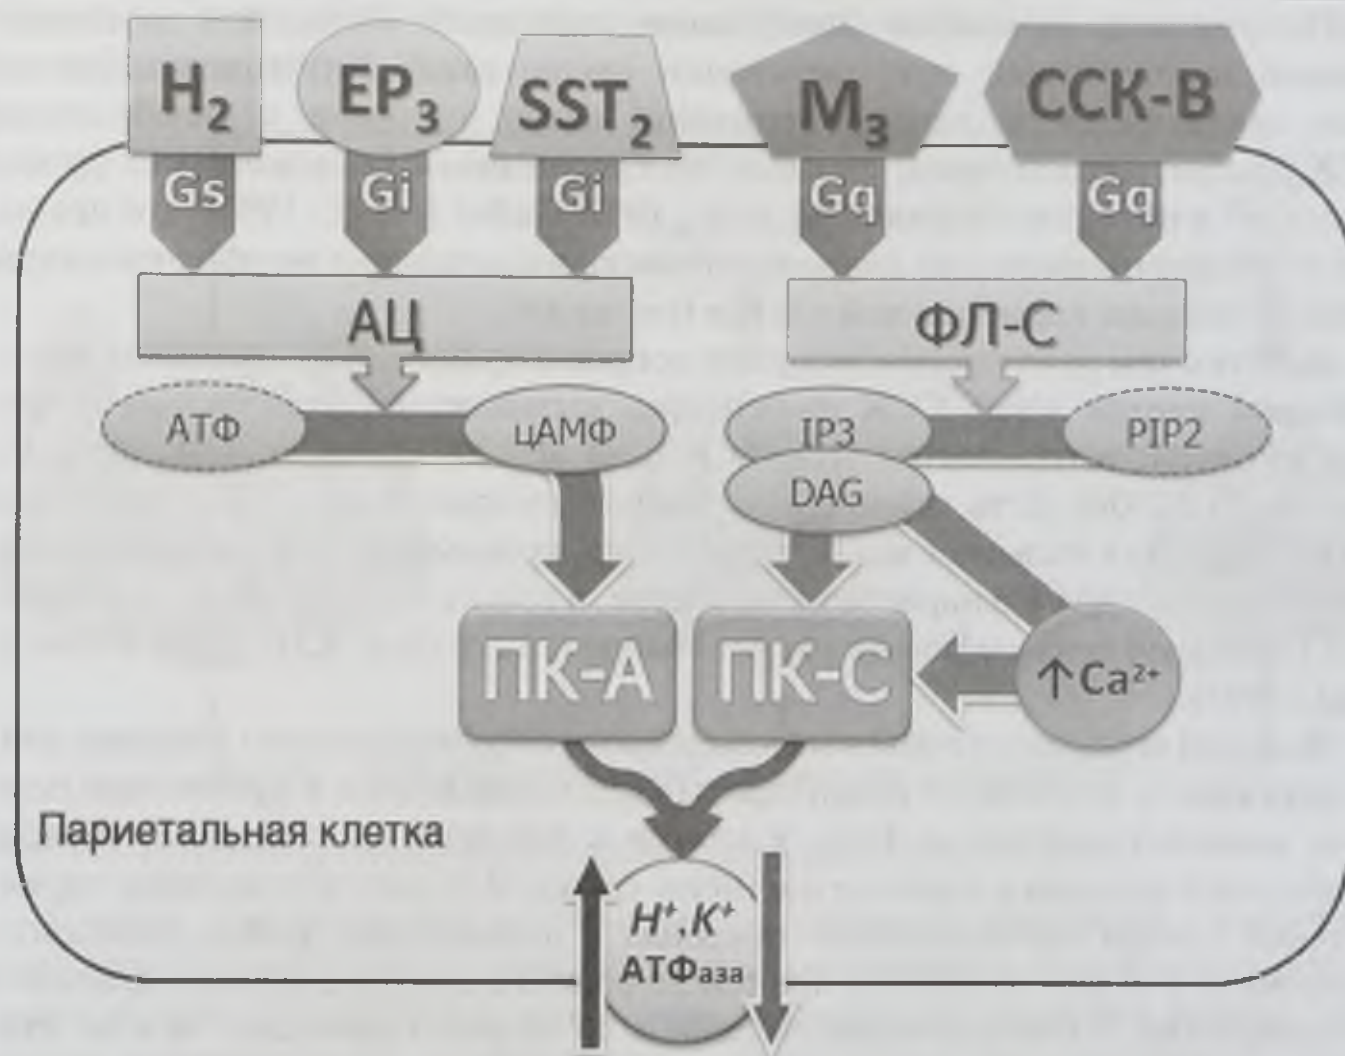 H₂ EP₃ SST₂ M₃ ССК-В
Gs Gi Gi Gq Gq
АЦ ФЛ-С
АТФ цАМФ IP3 PIP2
DAG
ПК-А ПК-С ↑Ca²⁺
Париетальная клетка
H⁺,K⁺
АТФаза